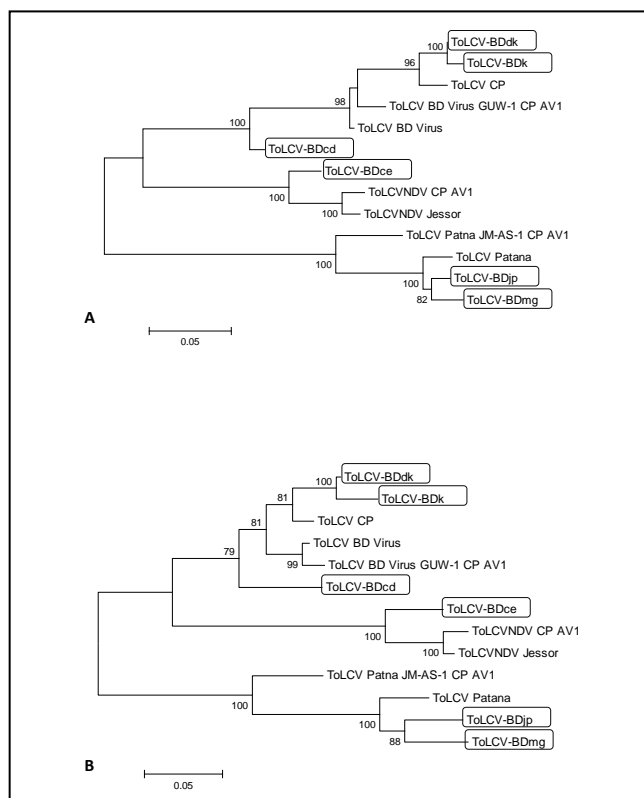 100
ToLCV-BDdk
96
ToLCV-BDk
ToLCV CP
98
ToLCV BD Virus GUW-1 CP AV1
100
ToLCV BD Virus
ToLCV-BDcd
ToLCV-BDce
100
ToLCVNDV CP AV1
100
ToLCVNDV Jessor
ToLCV Patna JM-AS-1 CP AV1
100
ToLCV Patana
100
ToLCV-BDjp
82
ToLCV-BDmg
A
0.05
100
ToLCV-BDdk
81
ToLCV-BDk
81
ToLCV CP
79
ToLCV BD Virus
99
ToLCV BD Virus GUW-1 CP AV1
ToLCV-BDcd
ToLCV-BDce
100
ToLCVNDV CP AV1
100
ToLCVNDV Jessor
ToLCV Patna JM-AS-1 CP AV1
100
ToLCV Patana
100
ToLCV-BDjp
88
ToLCV-BDmg
B
0.05